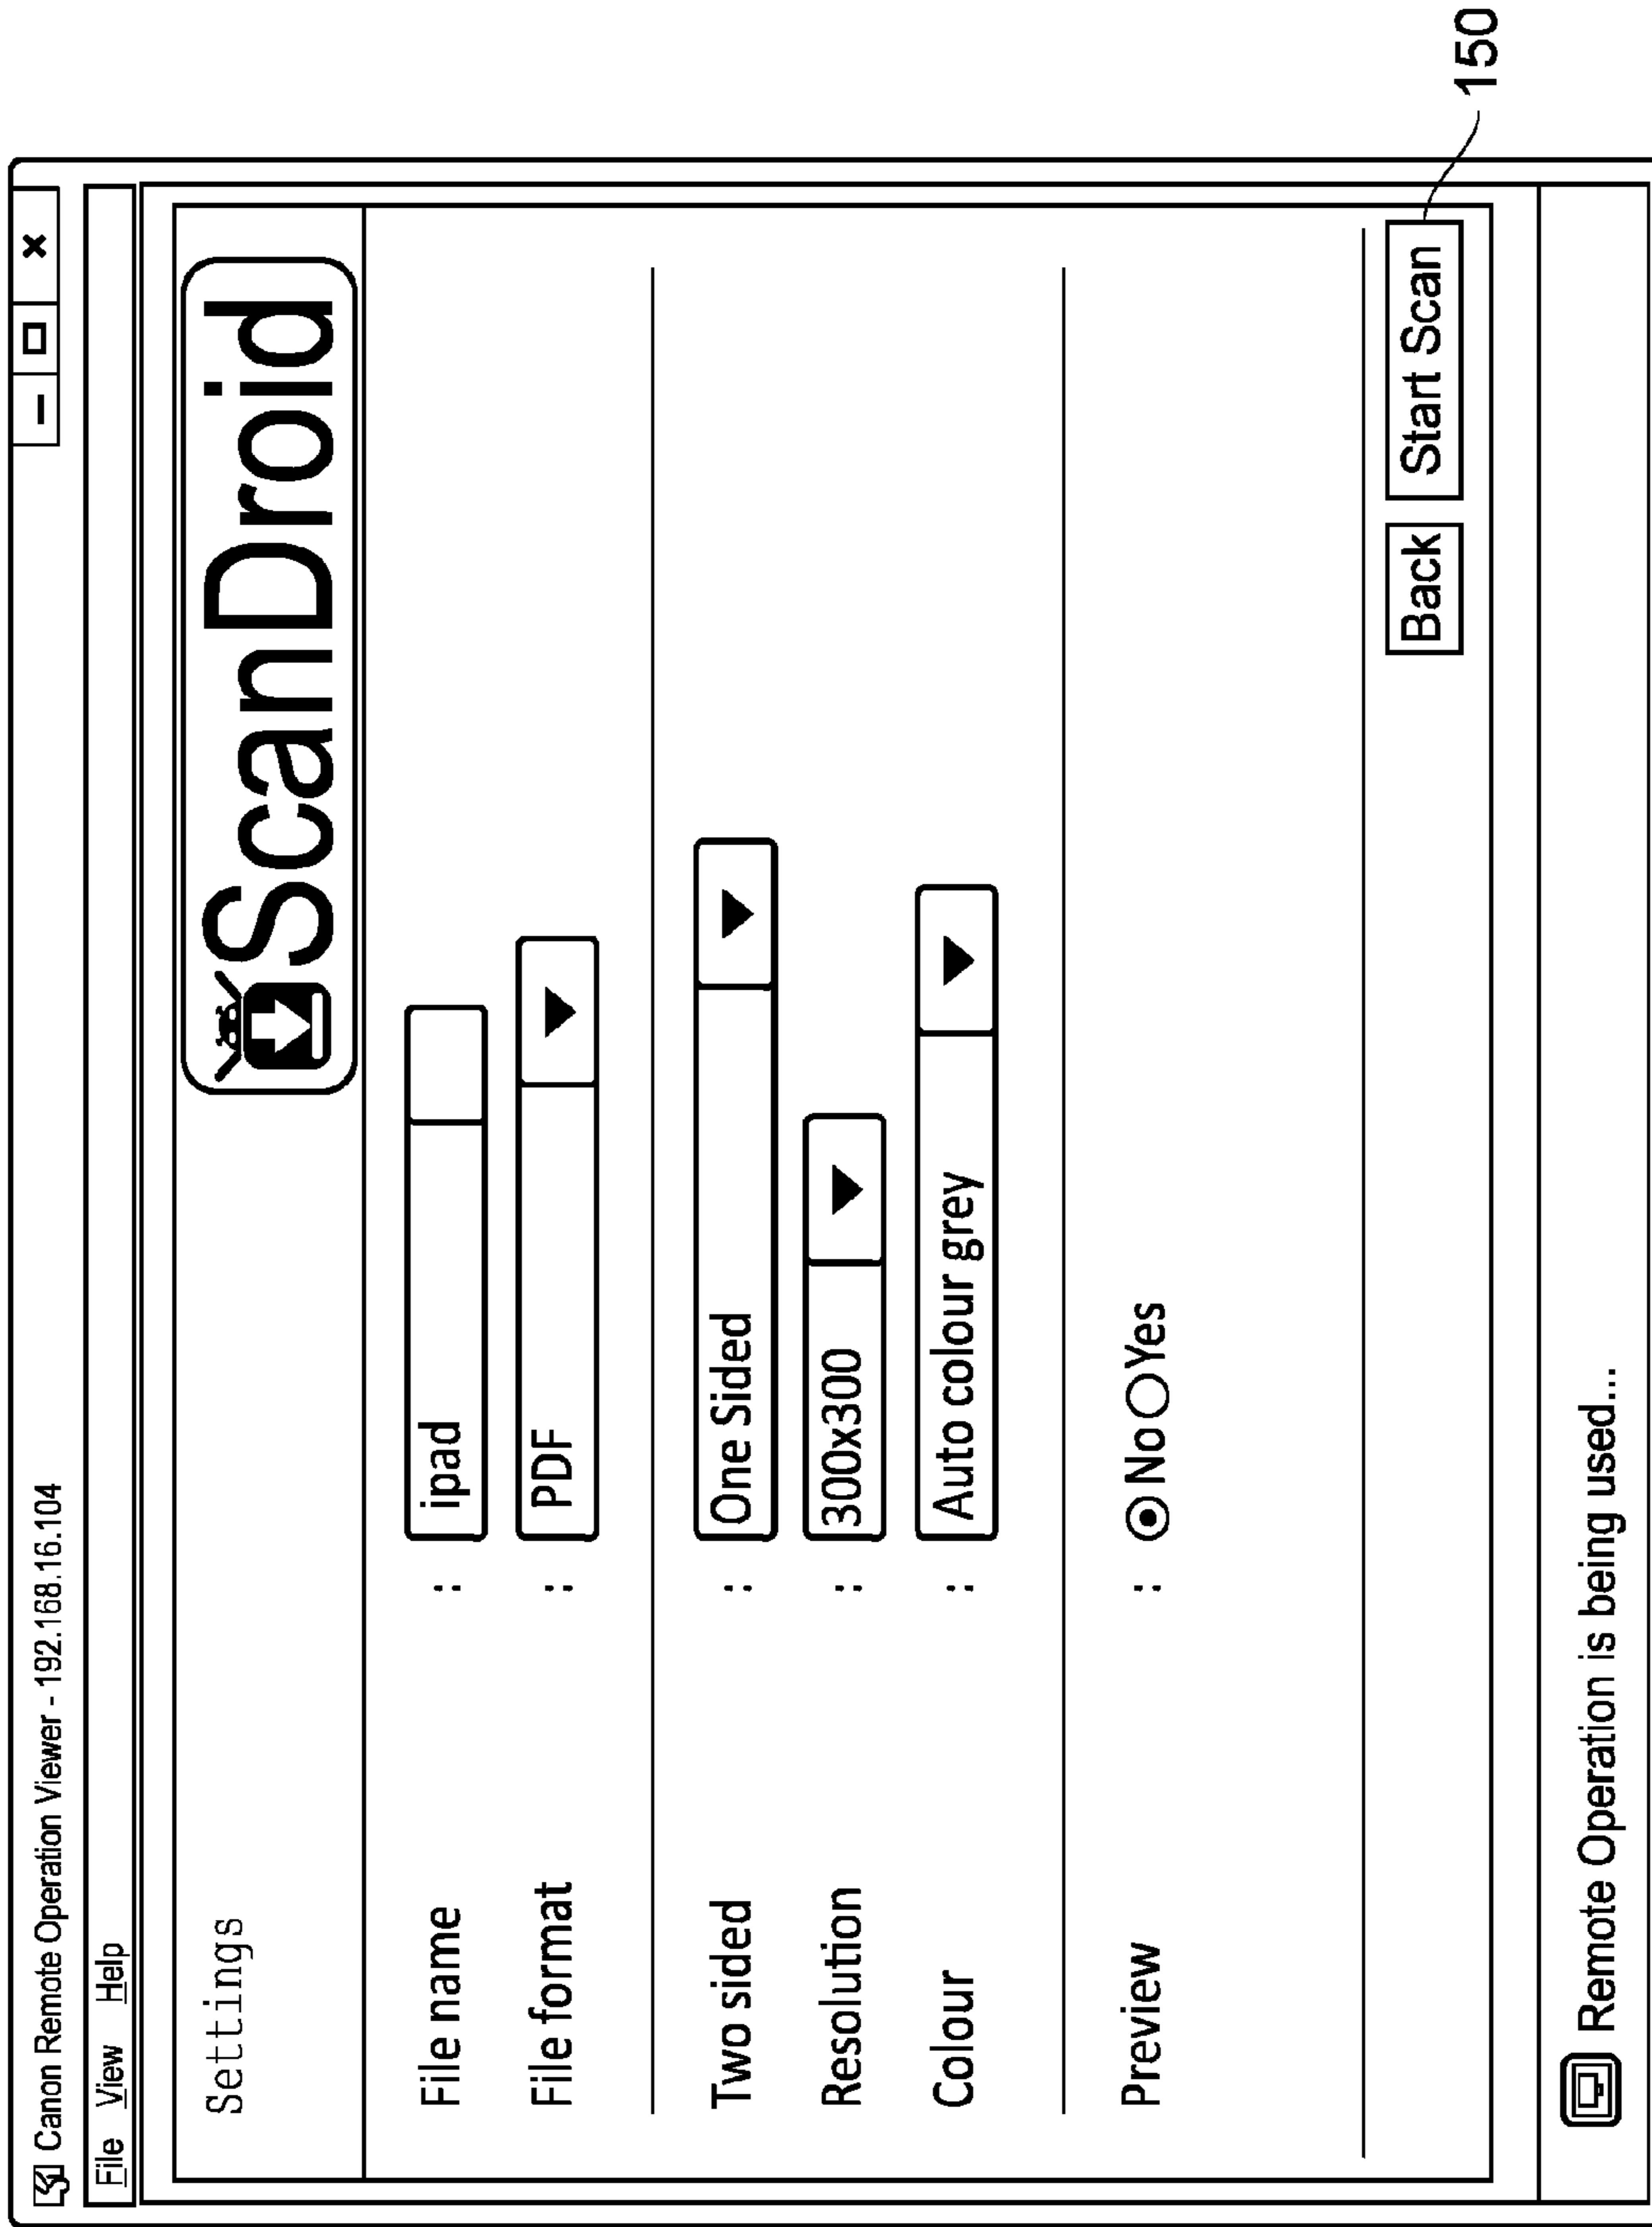 Canon Remote Operation Viewer - 192.168.16.104
File View Help
Settings ScanDroid
File name : ipad
File format : PDF
Two sided : One Sided
Resolution : 300x300
Colour : Auto colour grey
Preview : No Yes
Back Start Scan
150
Remote Operation is being used...